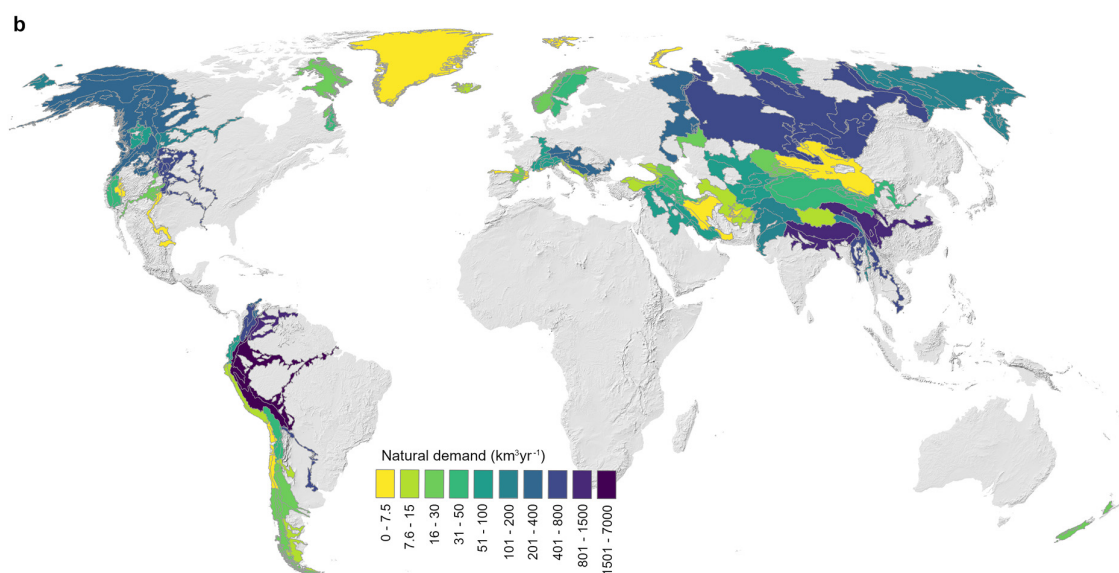 b
Natural demand (km³yr⁻¹)
0 - 7.5
7.6 - 15
16 - 30
31 - 50
51 - 100
101 - 200
201 - 400
401 - 800
801 - 1500
1501 - 7000